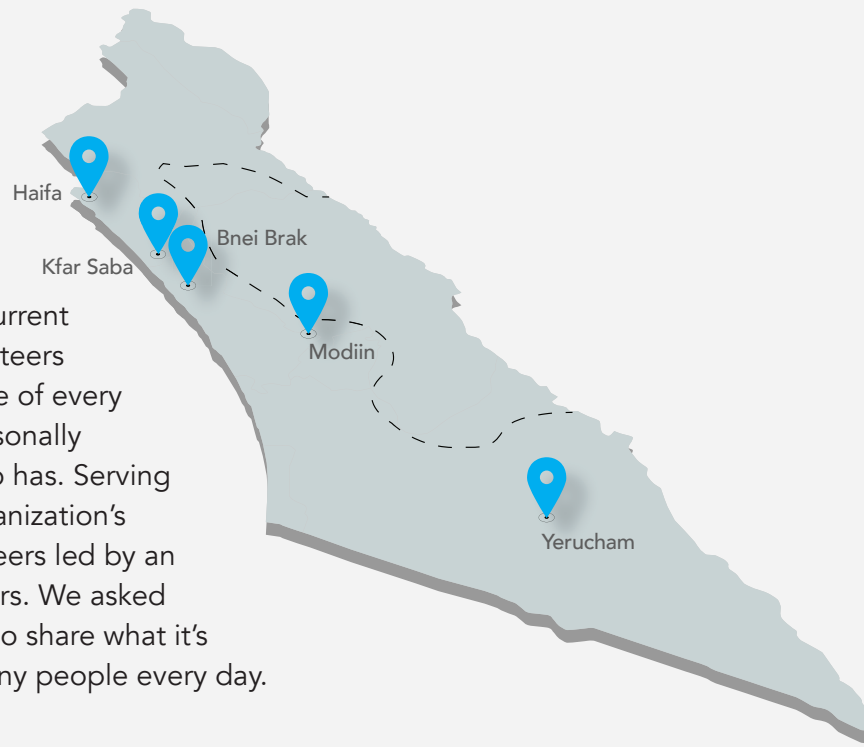 Haifa
Bnei Brak
Kfar Saba
Modiin
Yerucham
urrent
teers
e of every
sonally
o has. Serving
anization’s
eers led by an
rs. We asked
o share what it’s
ny people every day.